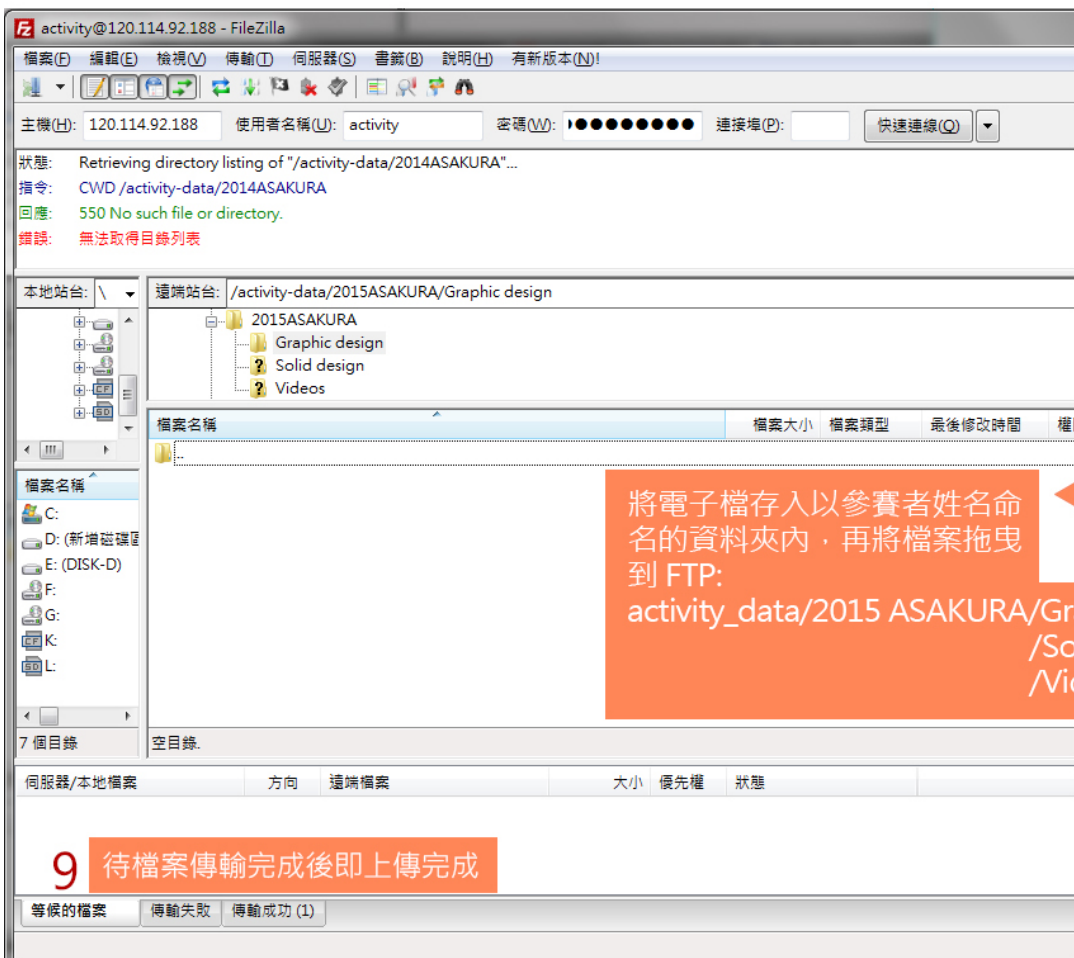 activity@120.114.92.188 - FileZilla
檔案(F) 編輯(E) 檢視(V) 傳輸(T) 伺服器(S) 書籤(B) 說明(H) 有新版本(N)!
主機(H): 120.114.92.188 使用者名稱(U): activity 密碼(W): 連接埠(P): 快速連線(Q)
狀態: Retrieving directory listing of "/activity-data/2014ASAKURA"...
指令: CWD /activity-data/2014ASAKURA
回應: 550 No such file or directory.
錯誤: 無法取得目錄列表
本地站台: \ 遠端站台: /activity-data/2015ASAKURA/Graphic design
2015ASAKURA
Graphic design
? Solid design
? Videos
CF
SD
檔案名稱 檔案大小 檔案類型 最後修改時間
..
檔案名稱
C:
D: (新增磁碟區
E: (DISK-D)
F:
G:
CF K:
SD L:
將電子檔存入以參賽者姓名命
名的資料夾內，再將檔案拖曳
到 FTP:
activity_data/2015 ASAKURA/Gr
/So
/Vi
7 個目錄 空目錄.
伺服器/本地檔案 方向 遠端檔案 大小 優先權 狀態
9 待檔案傳輸完成後即上傳完成
等候的檔案 傳輸失敗 傳輸成功 (1)